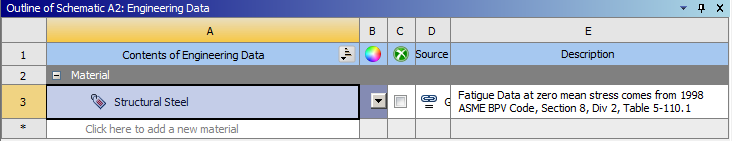 Outline of Schematic A2: Engineering Data
A B C D E
1 Contents of Engineering Data Source Description
2 Material
3 Structural Steel G Fatigue Data at zero mean stress comes from 1998
ASME BPV Code, Section 8, Div 2, Table 5-110.1
* Click here to add a new material